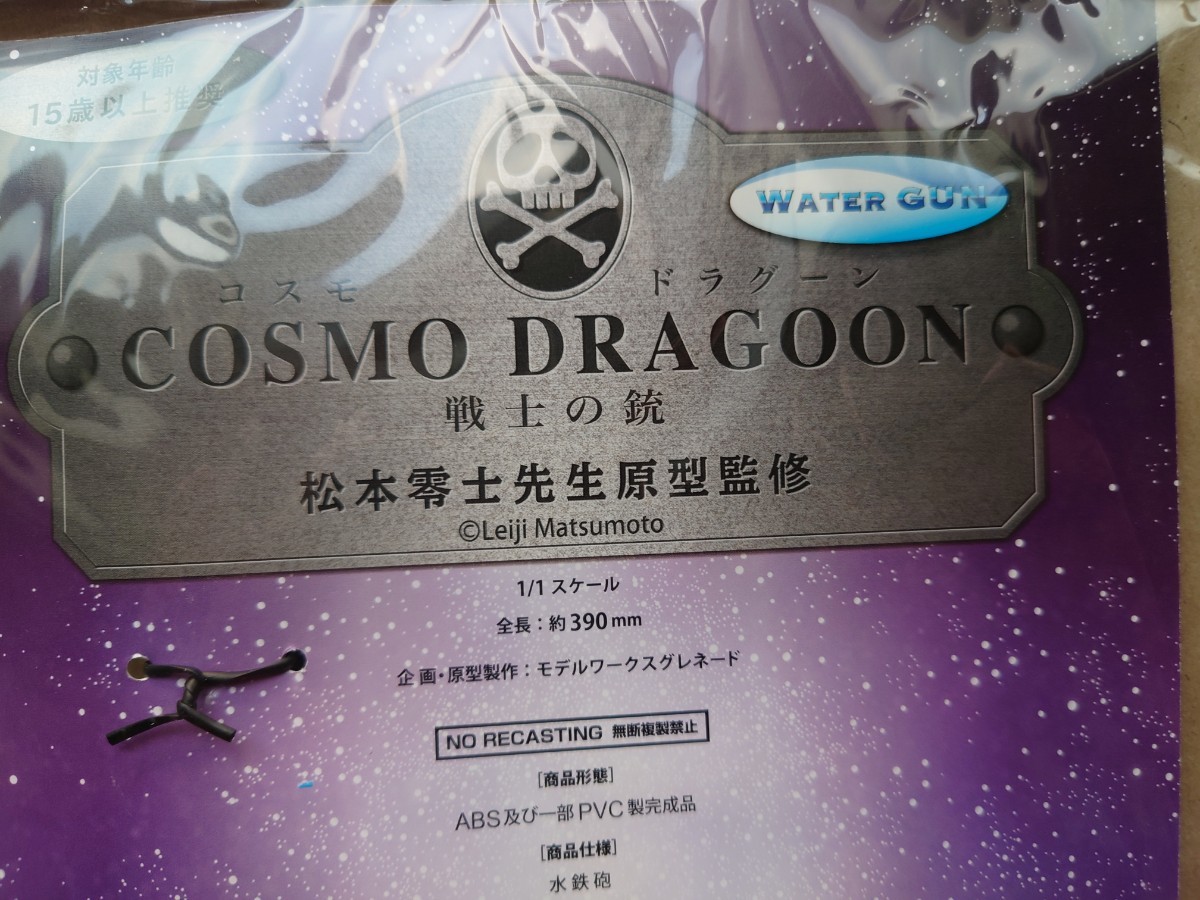 対象年齢
15歳以上推奨
WATER GUN
コスモ ドラグーン
COSMO DRAGOON
戦士の銃
松本零士先生原型監修
©Leiji Matsumoto
1/1 スケール
全長：約390mm
企画・原型製作：モデルワークスグレネード
NO RECASTING 無断複製禁止
［商品形態］
ABS及び一部PVC製完成品
［商品仕様］
水鉄砲